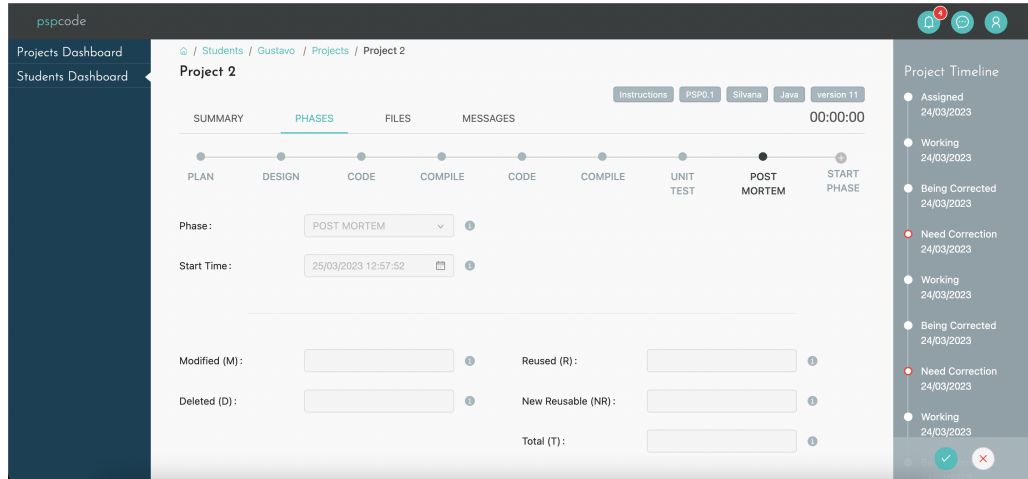 pspcode
4
Projects Dashboard
Students Dashboard
/ Students / Gustavo / Projects / Project 2
Project 2
Instructions PSP0.1 Silvana Java version 11
SUMMARY PHASES FILES MESSAGES 00:00:00
PLAN DESIGN CODE COMPILE CODE COMPILE UNIT TEST POST MORTEM START PHASE
Phase : POST MORTEM
Start Time : 25/03/2023 12:57:52
Modified (M) : Reused (R) :
Deleted (D) : New Reusable (NR) :
Total (T) :
Project Timeline
Assigned
24/03/2023
Working
24/03/2023
Being Corrected
24/03/2023
Need Correction
24/03/2023
Working
24/03/2023
Being Corrected
24/03/2023
Need Correction
24/03/2023
Working
24/03/2023